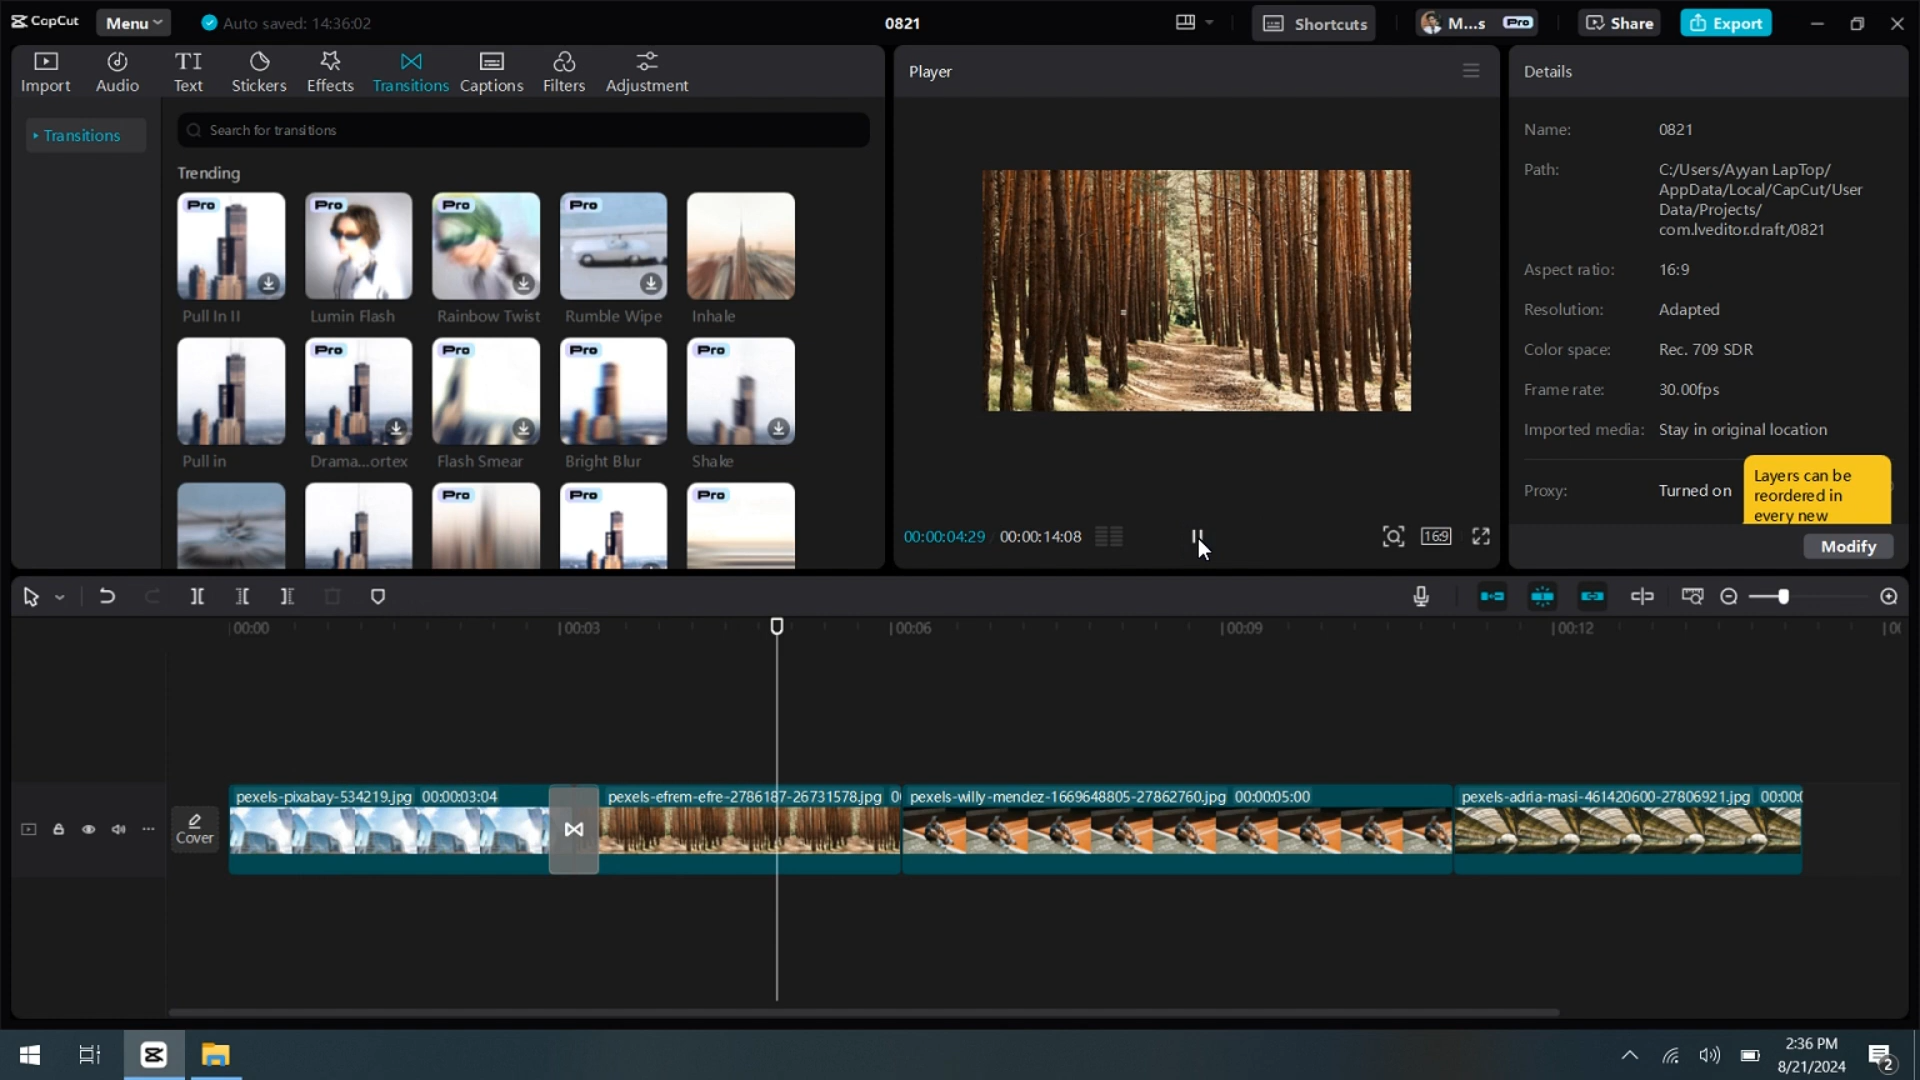 CapCut
Menu
Auto saved: 14:36:02
0821
Shortcuts
M...s
Pro
Share
Export
Import
Audio
TI
Text
Stickers
Effects
Transitions
Captions
Filters
Adjustment
Transitions
Search for transitions
Trending
Pro
Pro
Pro
Pro
Pull In II
Lumin Flash
Rainbow Twist
Rumble Wipe
Inhale
Pro
Pro
Pro
Pro
Pull in
Drama...ortex
Flash Smear
Bright Blur
Shake
Pro
Pro
Pro
Player
00:00:04:29
00:00:14:08
16:9
Details
Name:
0821
Path:
C:/Users/Ayyan LapTop/
AppData/Local/CapCut/User
Data/Projects/
com.lveditor.draft/0821
Aspect ratio:
16:9
Resolution:
Adapted
Color space:
Rec. 709 SDR
Frame rate:
30.00fps
Imported media:
Stay in original location
Proxy:
Turned on
Layers can be
reordered in
every new
Modify
00:00
00:03
00:06
00:09
00:12
Cover
pexels-pixabay-534219.jpg 00:00:03:04
pexels-efrem-efre-2786187-26731578.jpg
pexels-willy-mendez-1669648805-27862760.jpg 00:00:05:00
pexels-adria-masi-461420600-27806921.jpg
2:36 PM
8/21/2024
2